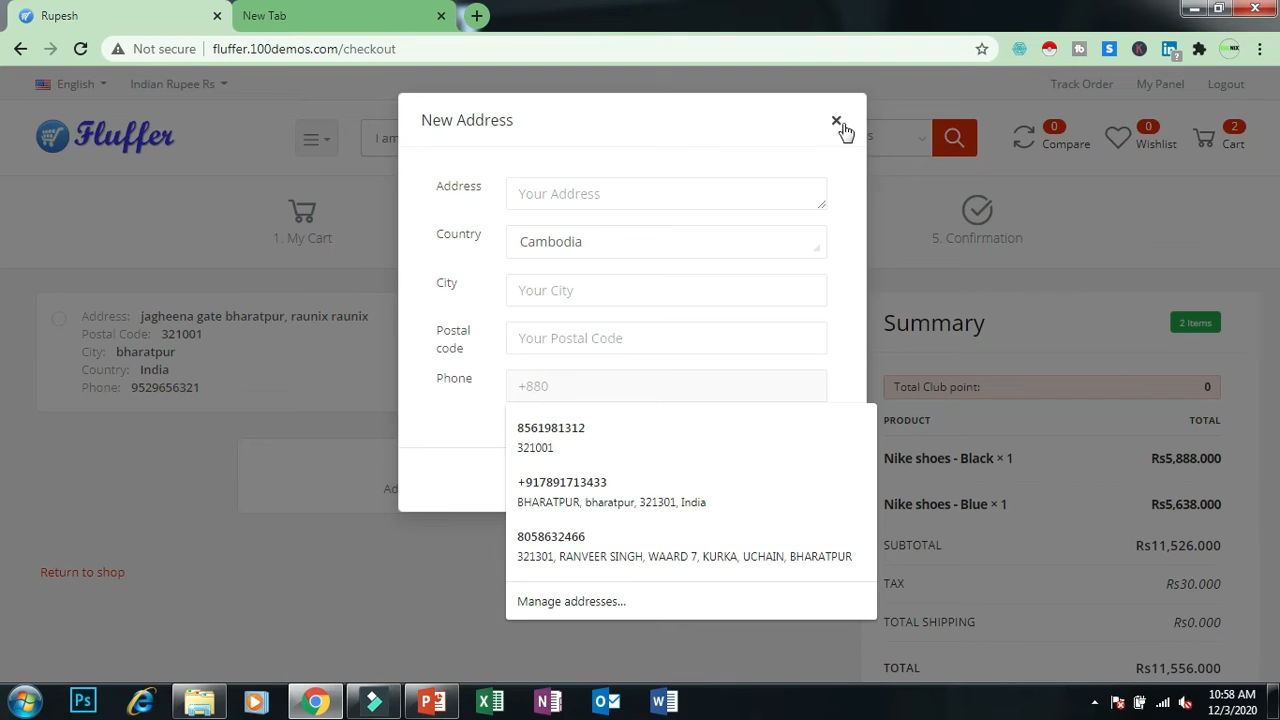 Rupesh
New Tab
Not secure
fluffer.100demos.com/checkout
English
Indian Rupee Rs
Track Order
My Panel
Logout
Fluffer
I am
s
0
Compare
0
Wishlist
2
Cart
1. My Cart
5. Confirmation
New Address
Address
Your Address
Country
Cambodia
City
Your City
Postal code
Your Postal Code
Phone
+880
8561981312
321001
+917891713433
BHARATPUR, bharatpur, 321301, India
8058632466
321301, RANVEER SINGH, WAARD 7, KURKA, UCHAIN, BHARATPUR
Manage addresses...
Address: jagheena gate bharatpur, raunix raunix
Postal Code: 321001
City: bharatpur
Country: India
Phone: 9529656321
Ad
Return to shop
Summary
2 Items
Total Club point: 0
PRODUCT TOTAL
Nike shoes - Black × 1 Rs5,888.000
Nike shoes - Blue × 1 Rs5,638.000
SUBTOTAL Rs11,526.000
TAX Rs30.000
TOTAL SHIPPING Rs0.000
TOTAL Rs11,556.000
10:58 AM
12/3/2020